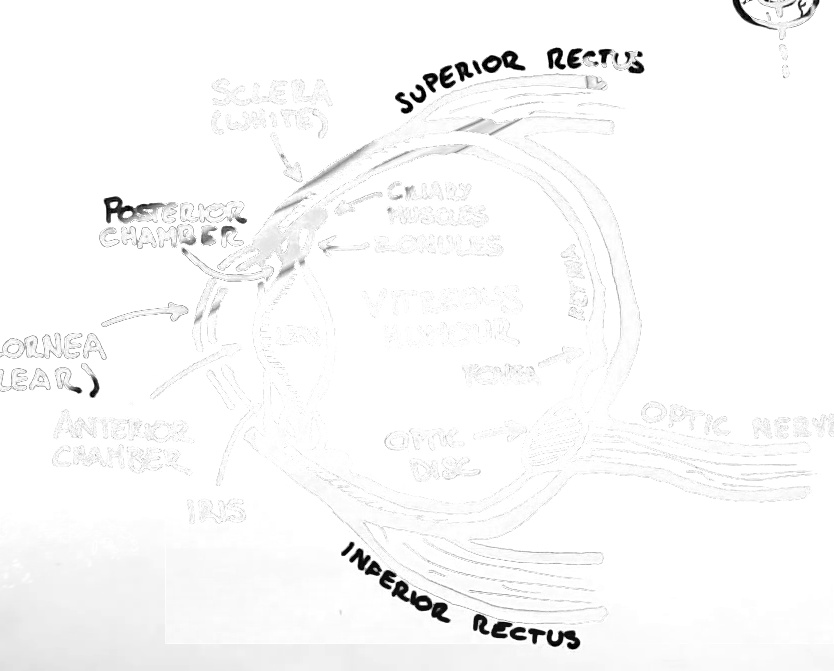 SUPERIOR RECTUS
SCLERA
(WHITE)
CILIARY
MUSCLES
POSTERIOR
CHAMBER
ZONULES
RETINA
VITREOUS
HUMOUR
LENS
CORNEA
LEAR)
FOVEA
ANTERIOR
CHAMBER
OPTIC
DISC
OPTIC NERVE
IRIS
INFERIOR RECTUS